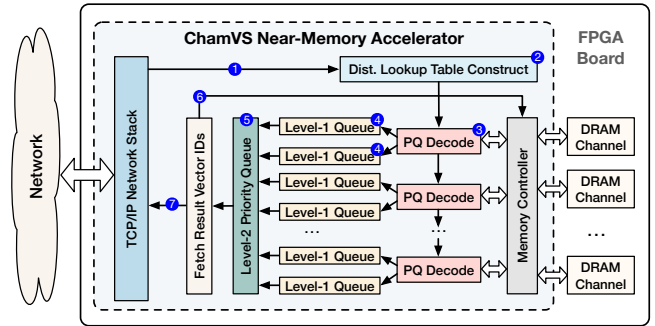 ChamVS Near-Memory Accelerator
FPGA
Board
1
2
Dist. Lookup Table Construct
6
5
4
Level-1 Queue
3
PQ Decode
DRAM
Channel
4
Level-1 Queue
Level-1 Queue
PQ Decode
DRAM
Channel
Level-1 Queue
7
...
...
...
Level-1 Queue
PQ Decode
DRAM
Channel
Level-1 Queue
Network
TCP/IP Network Stack
Fetch Result Vector IDs
Level-2 Priority Queue
Memory Controller